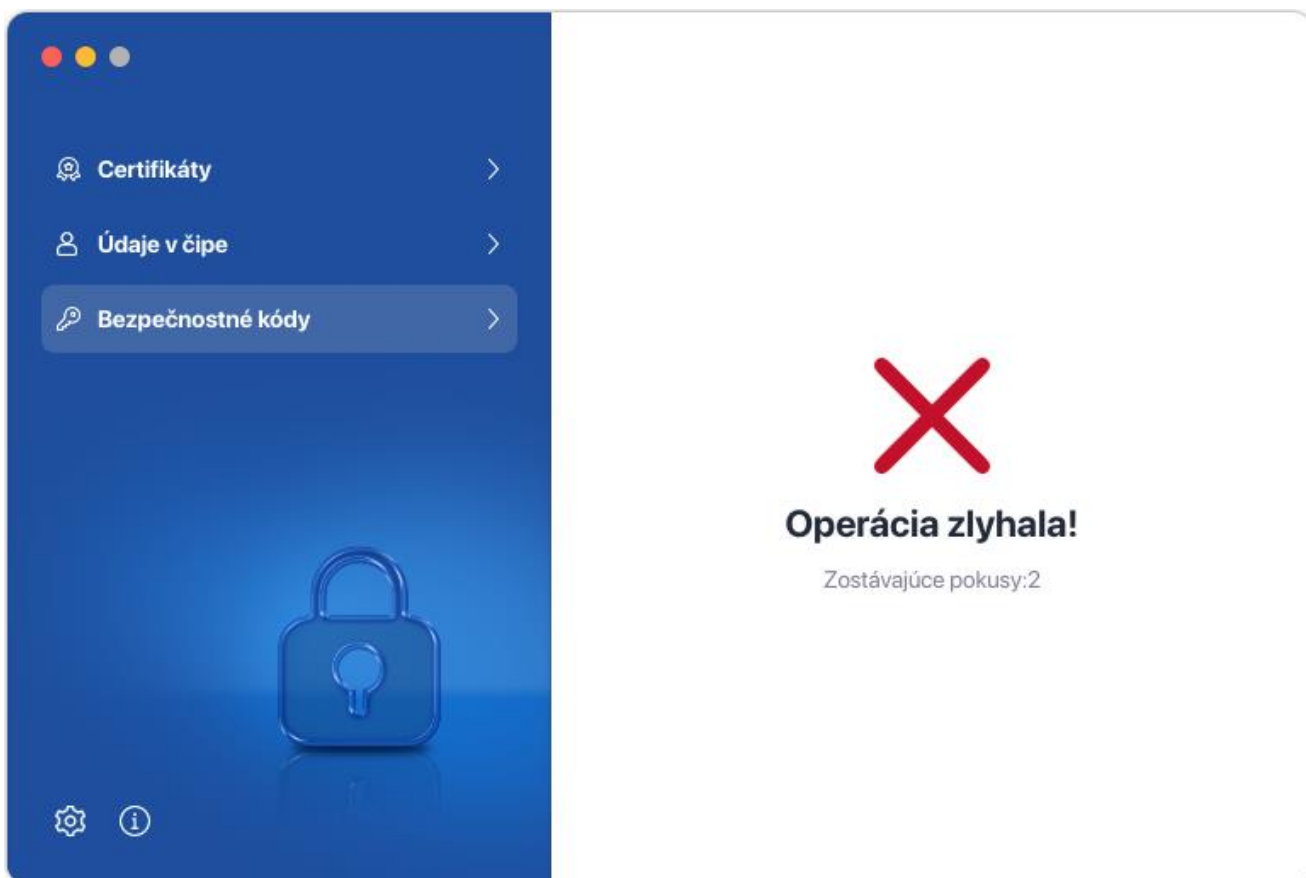 Certifikáty
Údaje v čipe
Bezpečnostné kódy
Operácia zlyhala!
Zostávajúce pokusy:2